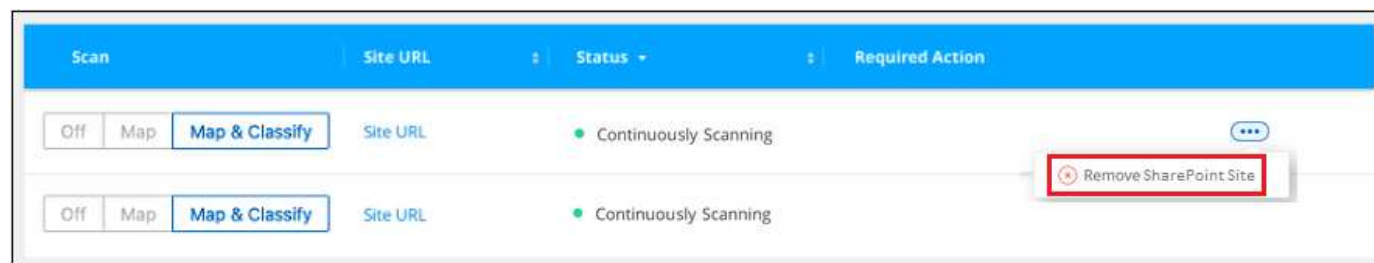 Scan Site URL Status Required Action
Off Map Map & Classify Site URL Continuously Scanning
Remove SharePoint Site
Off Map Map & Classify Site URL Continuously Scanning